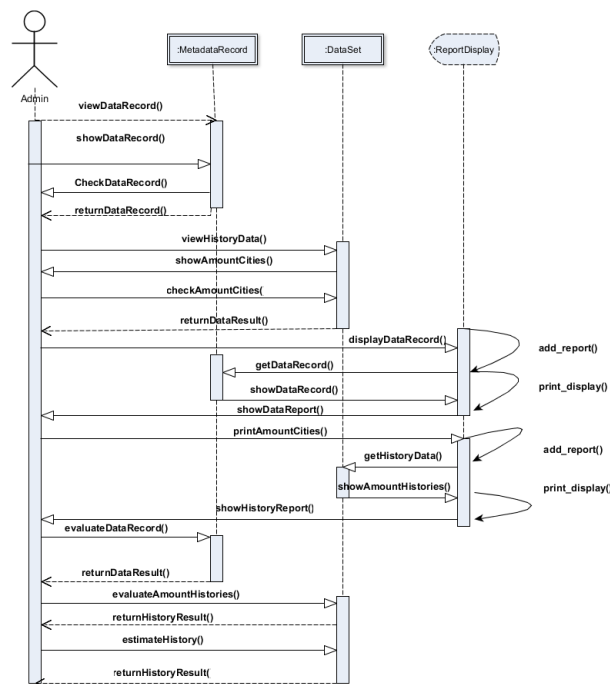 :MetadataRecord
:DataSet
:ReportDisplay
Admin
viewDataRecord()
showDataRecord()
CheckDataRecord()
returnDataRecord()
viewHistoryData()
showAmountCities()
checkAmountCities(
returnDataResult()
displayDataRecord()
add_report()
getDataRecord()
print_display()
showDataRecord()
showDataReport()
printAmountCities()
add_report()
getHistoryData()
showAmountHistories()
print_display()
showHistoryReport()
evaluateDataRecord()
returnDataResult()
evaluateAmountHistories()
returnHistoryResult()
estimateHistory()
returnHistoryResult(